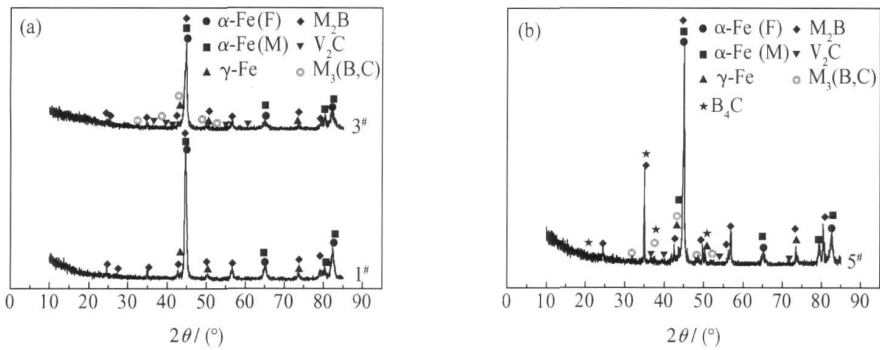 (a)
● α-Fe (F) ◆ M₂B
■ α-Fe (M) ▼ V₂C
▲ γ-Fe ○ M₃(B,C)
3#
1#
0 10 20 30 40 50 60 70 80 90
2θ/ (°)
(b)
● α-Fe (F) ◆ M₂B
■ α-Fe (M) ▼ V₂C
▲ γ-Fe ○ M₃(B,C)
★ B₄C
5#
0 10 20 30 40 50 60 70 80 90
2θ/ (°)